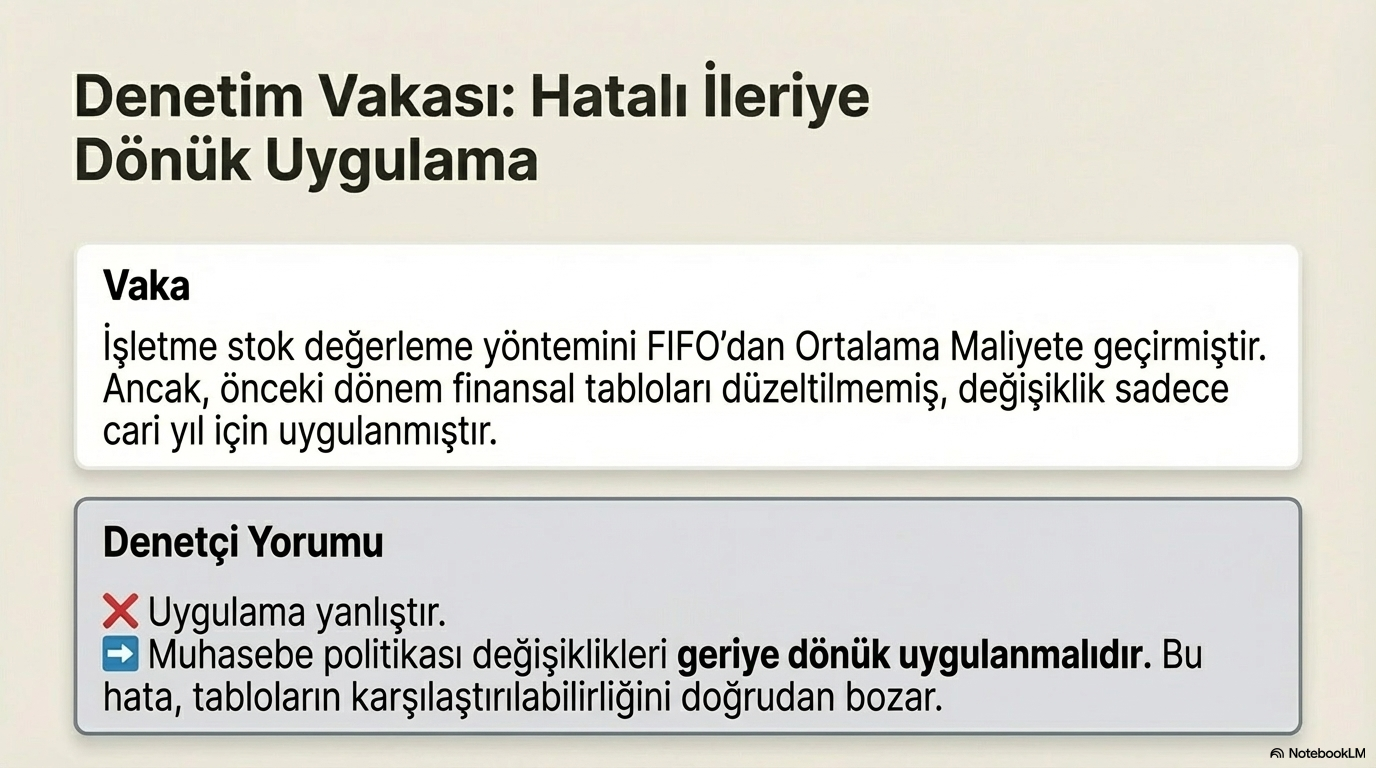 Denetim Vakası: Hatalı İleriye
Dönük Uygulama
Vaka
İşletme stok değerleme yöntemini FIFO’dan Ortalama Maliyete geçirmiştir.
Ancak, önceki dönem finansal tabloları düzeltilmemiş, değişiklik sadece
cari yıl için uygulanmıştır.
Denetçi Yorumu
❌ Uygulama yanlıştır.
➡️ Muhasebe politikası değişiklikleri geriye dönük uygulanmalıdır. Bu
hata, tabloların karşılaştırılabilirliğini doğrudan bozar.
NotebookLM